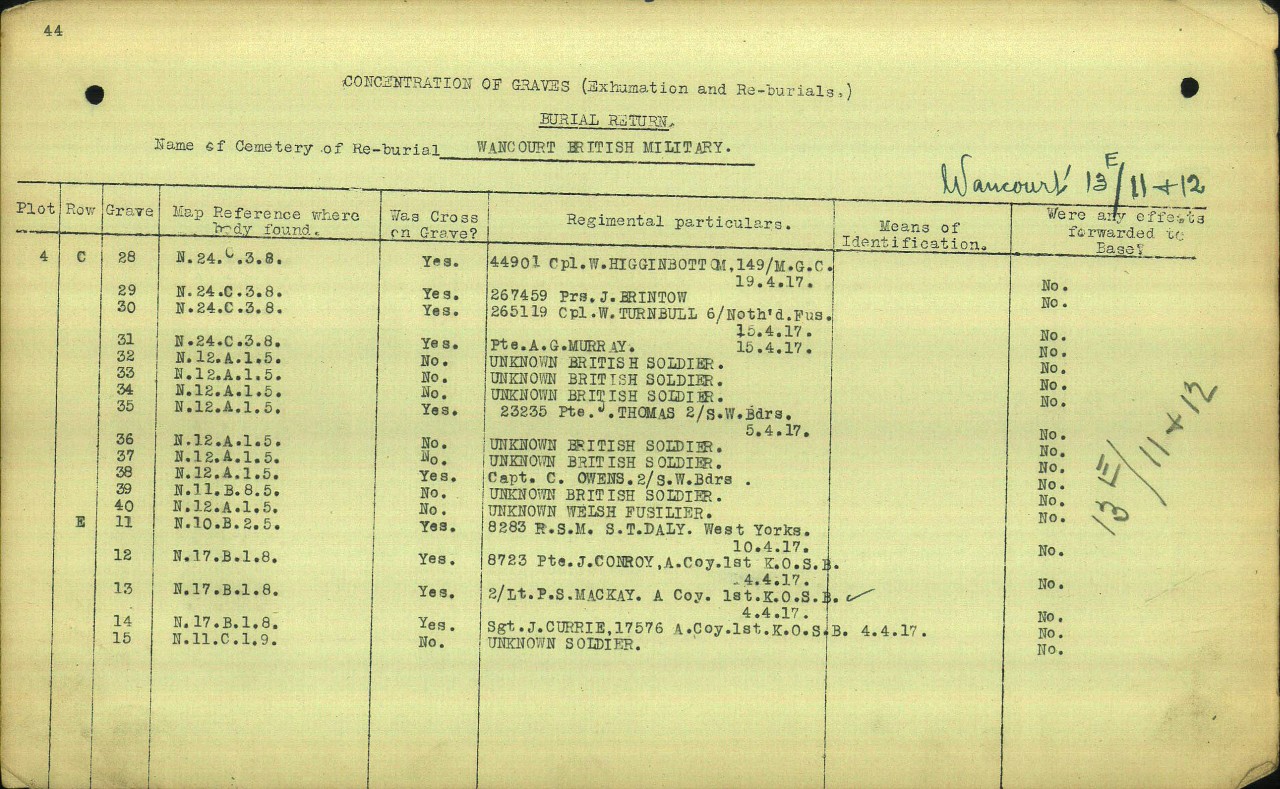 44
CONCENTRATION OF GRAVES (Exhumation and Re-burials.)
BURIAL RETURN.
Name of Cemetery of Re-burial WANCOURT BRITISH MILITARY.
Wancourt 13 E/11 + 12
Plot Row Grave Map Reference where body found. Was Cross on Grave? Regimental particulars. Means of Identification. Were any effects forwarded to Base?
4 C 28 N.24.C.3.8. Yes. 44901 Cpl.W.HIGGINBOTTOM,149/M.G.C.
19.4.17. No.
29 N.24.C.3.8. Yes. 267459 Prs.J.BRINTOW No.
30 N.24.C.3.8. Yes. 265119 Cpl.W.TURNBULL 6/Noth'd.Fus.
15.4.17. No.
31 N.24.C.3.8. Yes. Pte.A.G.MURRAY. 15.4.17. No.
32 N.12.A.1.5. No. UNKNOWN BRITISH SOLDIER. No.
33 N.12.A.1.5. No. UNKNOWN BRITISH SOLDIER. No.
34 N.12.A.1.5. No. UNKNOWN BRITISH SOLDIER. No.
35 N.12.A.1.5. Yes. 23235 Pte.J.THOMAS 2/S.W.Bdrs.
5.4.17. No.
36 N.12.A.1.5. No. UNKNOWN BRITISH SOLDIER. No.
37 N.12.A.1.5. No. UNKNOWN BRITISH SOLDIER. No.
38 N.12.A.1.5. Yes. Capt. C. OWENS.2/S.W.Bdrs . No.
39 N.11.B.8.5. No. UNKNOWN BRITISH SOLDIER. No.
40 N.12.A.1.5. No. UNKNOWN WELSH FUSILIER. No.
E 11 N.10.B.2.5. Yes. 8283 R.S.M. S.T.DALY. West Yorks.
10.4.17. No.
12 N.17.B.1.8. Yes. 8723 Pte.J.CONROY,A.Coy.1st K.O.S.B.
4.4.17. No.
13 N.17.B.1.8. Yes. 2/Lt.P.S.MACKAY. A Coy. 1st.K.O.S.B. ✓
4.4.17. No.
14 N.17.B.1.8. Yes. Sgt.J.CURRIE,17576 A.Coy.1st.K.O.S.B. 4.4.17. No.
15 N.11.C.1.9. No. UNKNOWN SOLDIER. No.
13 E/11 + 12